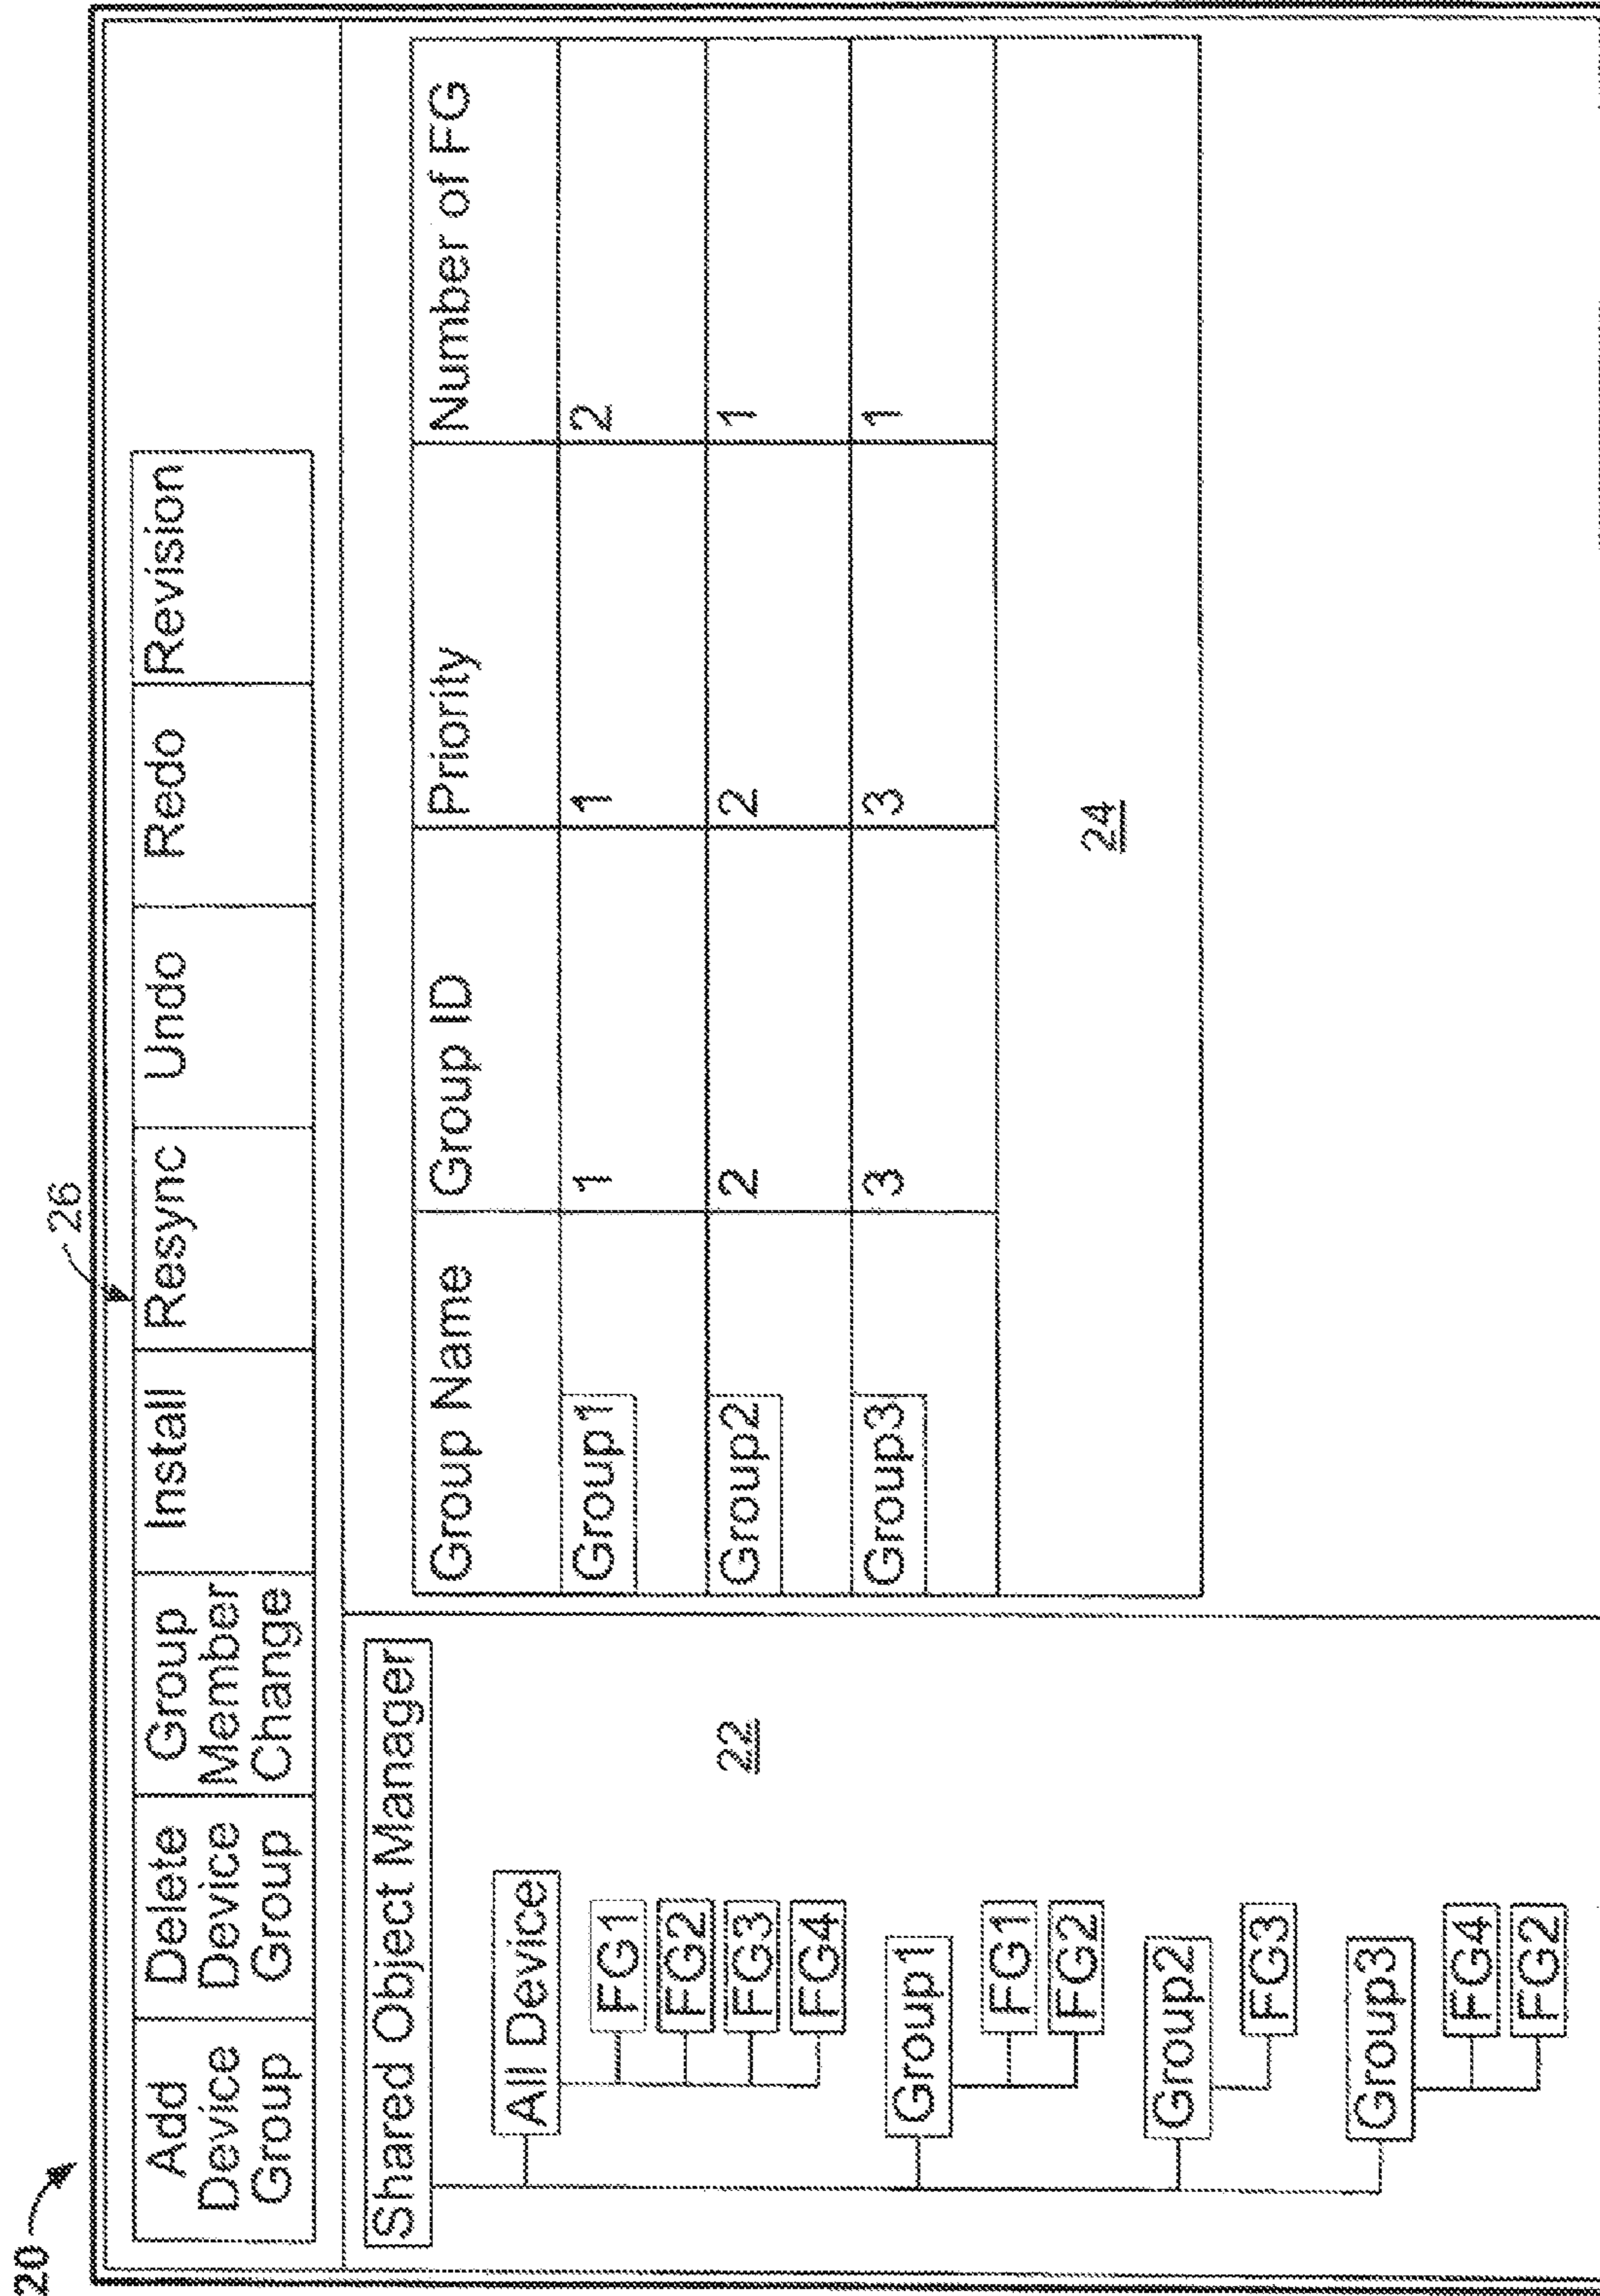 20
26
Add Device Group
Delete Device Group
Group Member Change
Install
Resync
Undo
Redo
Revision
Shared Object Manager
All Device
FG1
FG2
FG3
FG4
Group1
FG1
FG2
Group2
FG3
Group3
FG4
FG2
22
Group Name Group ID Priority Number of FG
Group1 1 1 2
Group2 2 2 1
Group3 3 3 1
24